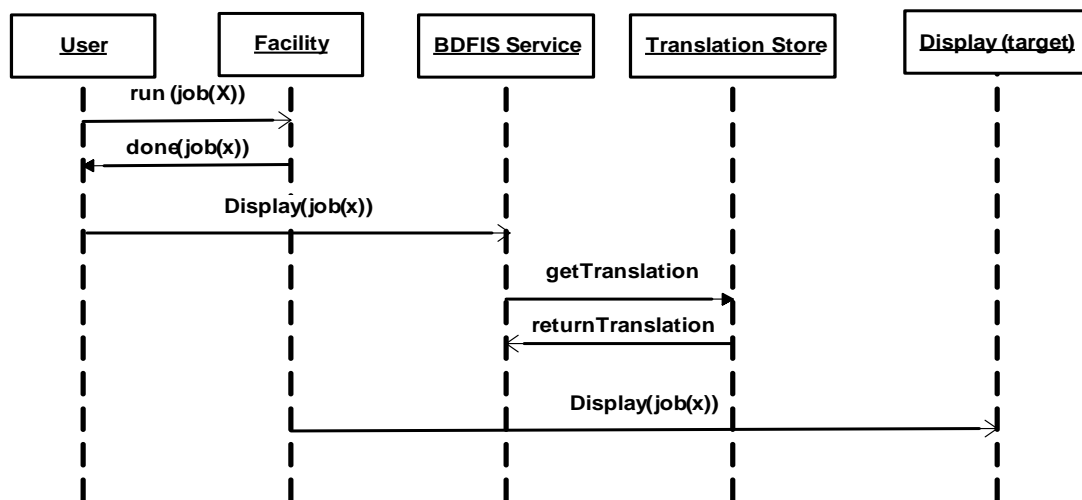 User
Facility
BDFIS Service
Translation Store
Display (target)
run (job(X))
done(job(x))
Display(job(x))
getTranslation
returnTranslation
Display(job(x))